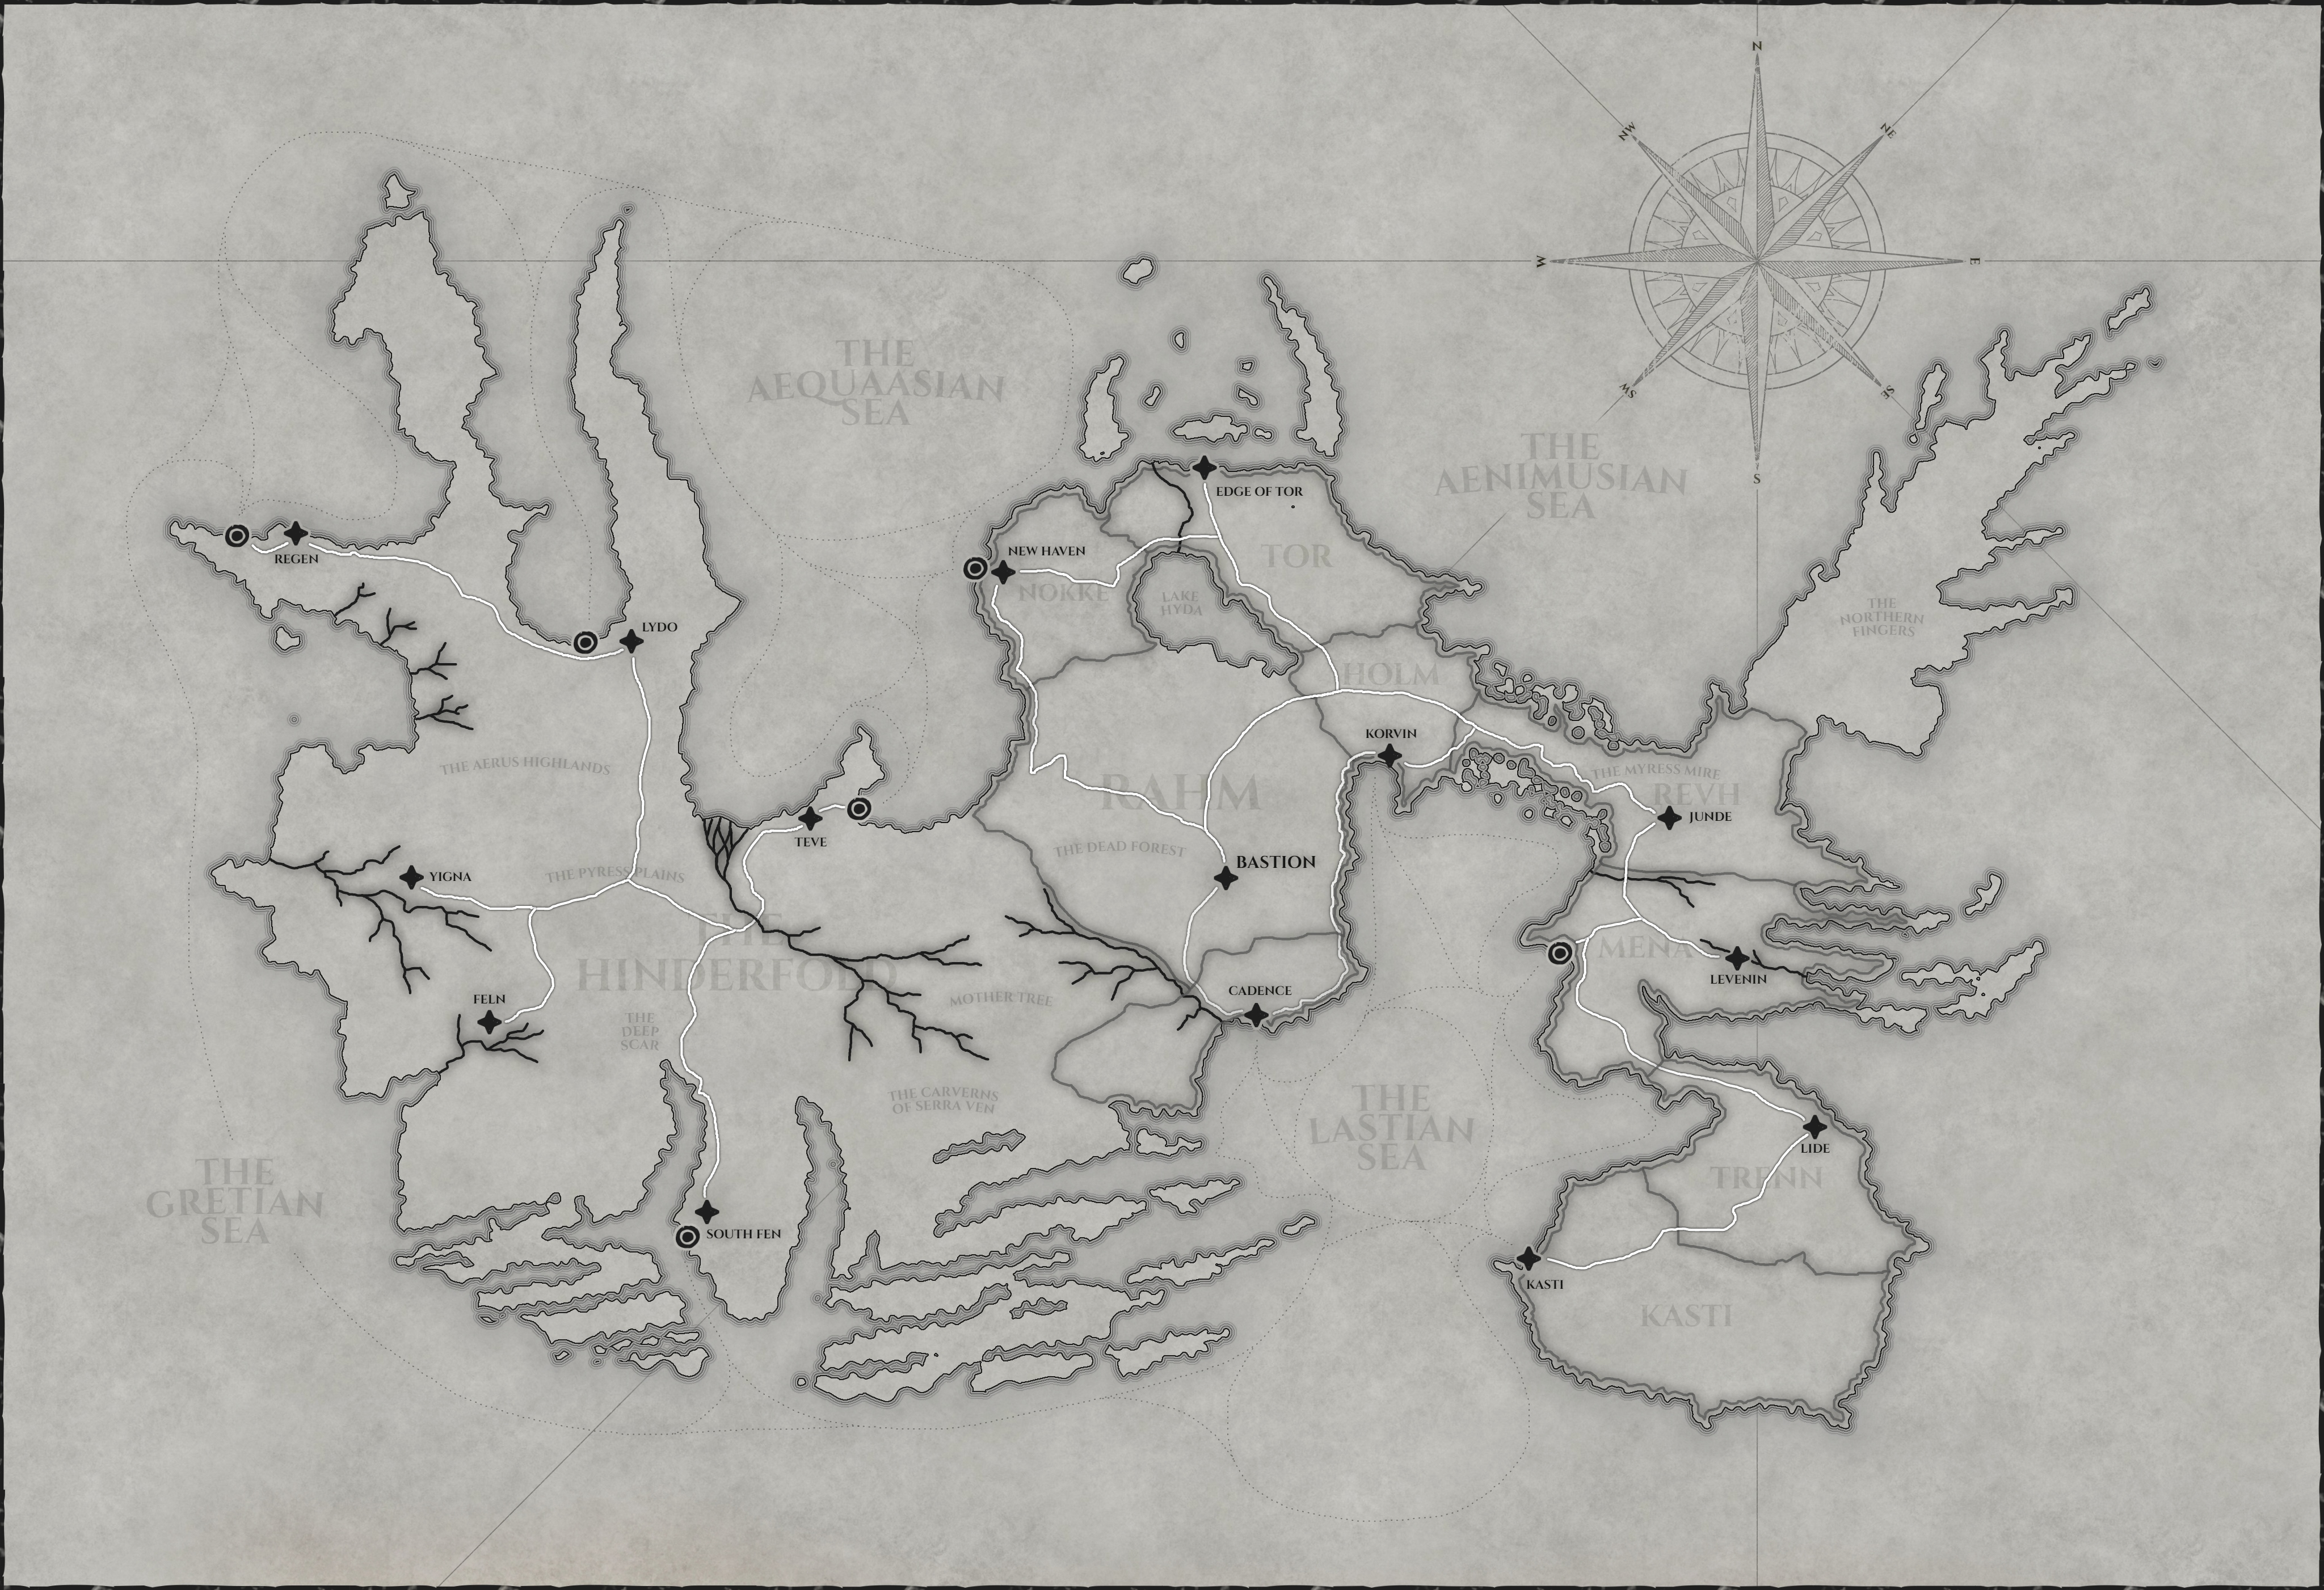 N
NW
NE
W
E
SW
SE
S
THE
AEQUAASIAN
SEA
THE
AENIMUSIAN
SEA
EDGE OF TOR
TOR
NEW HAVEN
NOKKE
LAKE
HYDA
REGEN
LYDO
THE
NORTHERN
FINGERS
HOLM
KORVIN
THE AERUS HIGHLANDS
THE MYRESS MIRE
REVH
RAHM
JUNDE
TEVE
THE DEAD FOREST
BASTION
YIGNA
THE PYRESS PLAINS
THE
HINDERFOLD
MENA
LEVENIN
FELN
MOTHER TREE
CADENCE
THE
DEEP
SCAR
THE CARVERNS
OF SERRA VEN
THE
LASTIAN
SEA
LIDE
TRENN
THE
GRETIAN
SEA
SOUTH FEN
KASTI
KASTI